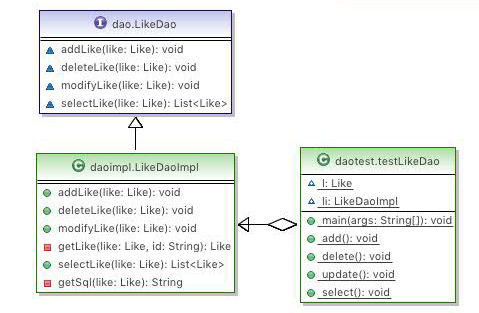 dao.LikeDao
addLike(like: Like): void
deleteLike(like: Like): void
modifyLike(like: Like): void
selectLike(like: Like): List<Like>
daoimpl.LikeDaoImpl
addLike(like: Like): void
deleteLike(like: Like): void
modifyLike(like: Like): void
getLike(like: Like, id: String): Like
selectLike(like: Like): List<Like>
getSql(like: Like): String
daotest.testLikeDao
l: Like
li: LikeDaoImpl
main(args: String[]): void
add(): void
delete(): void
update(): void
select(): void